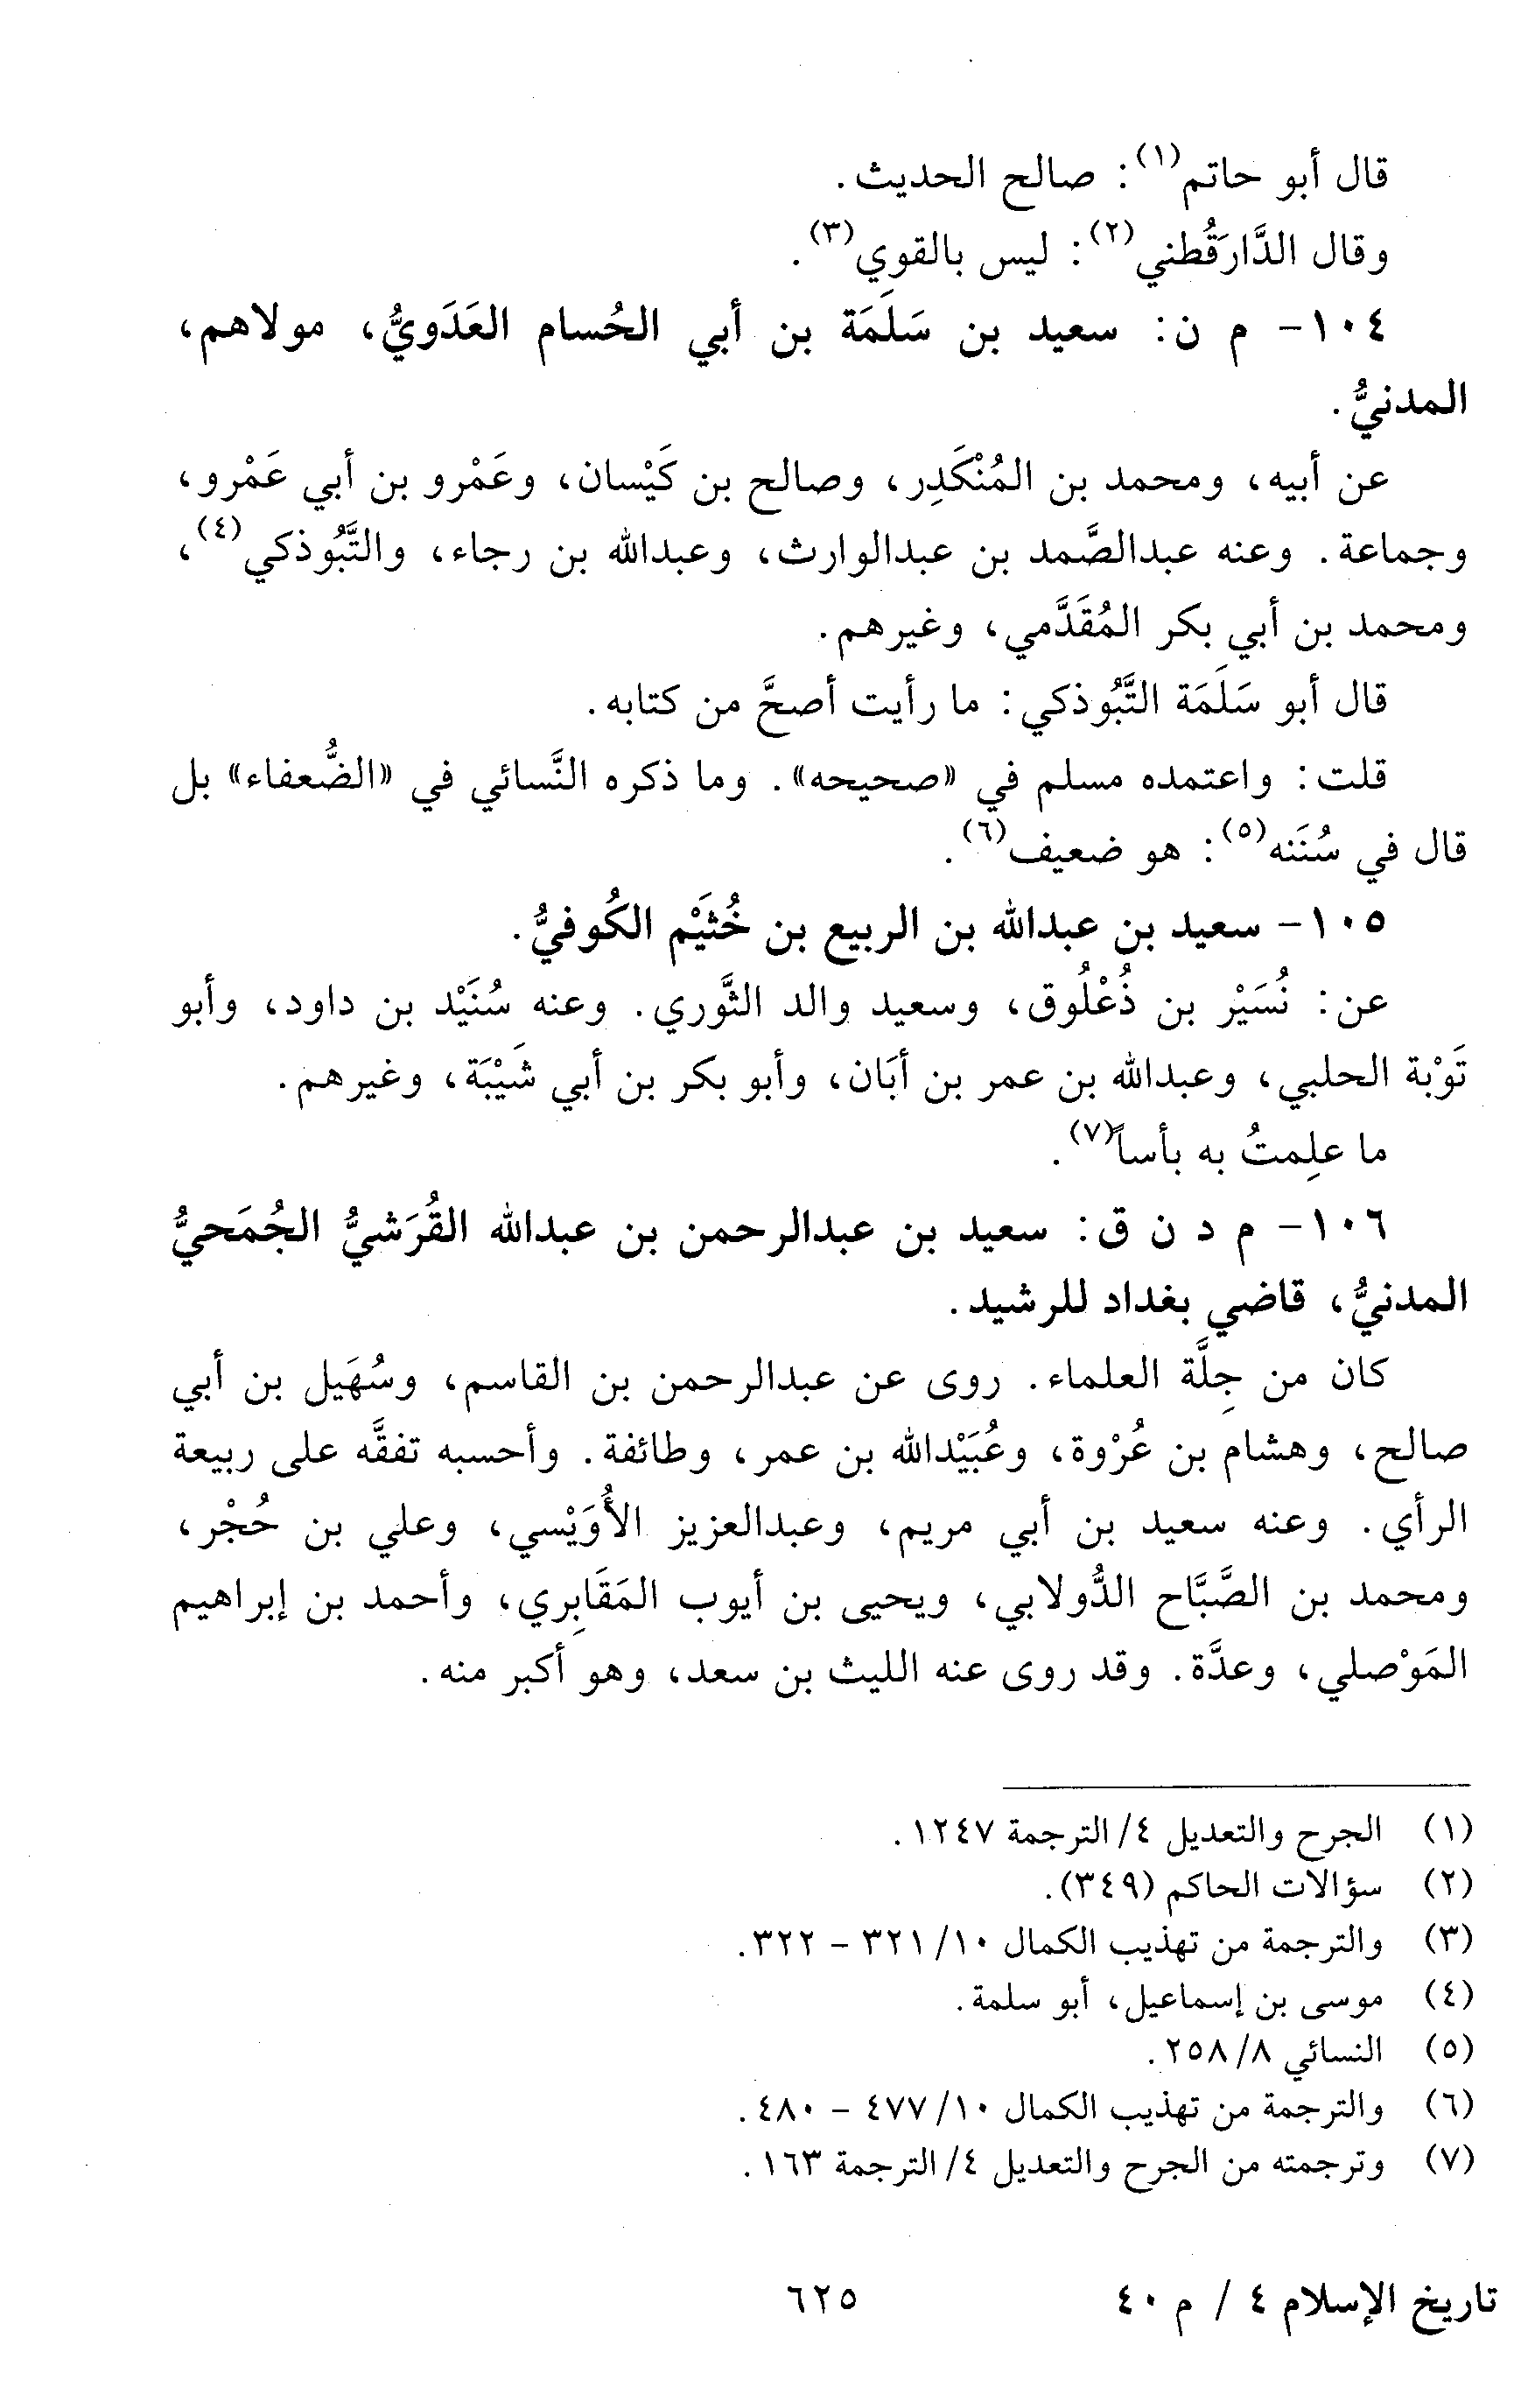 قال أبو حاتم(١): صالح الحديث.
وقال الدَّارَقُطني(٢): ليس بالقوي(٣).
١٠٤- م ن: سعيد بن سَلَمَة بن أبي الحُسام العَدَويُّ، مولاهم،
المدنيُّ.
عن أبيه، ومحمد بن المُنْكَدِر، وصالح بن كَيْسان، وعَمْرو بن أبي عَمْرو،
وجماعة. وعنه عبدالصَّمد بن عبدالوارث، وعبدالله بن رجاء، والتَّبُوذكي(٤)،
ومحمد بن أبي بكر المُقَدَّمي، وغيرهم.
قال أبو سَلَمَة التَّبُوذكي: ما رأيت أصحَّ من كتابه.
قلت: واعتمده مسلم في «صحيحه». وما ذكره النَّسائي في «الضُّعفاء» بل
قال في سُنَنه(٥): هو ضعيف(٦).
١٠٥- سعيد بن عبدالله بن الربيع بن خُثَيْم الكُوفيُّ.
عن: نُسَيْر بن ذُعْلُوق، وسعيد والد الثَّوري. وعنه سُنَيْد بن داود، وأبو
تَوْبة الحلبي، وعبدالله بن عمر بن أبَان، وأبو بكر بن أبي شَيْبَة، وغيرهم.
ما علِمتُ به بأساً(٧).
١٠٦- م د ن ق: سعيد بن عبدالرحمن بن عبدالله القُرَشيُّ الجُمَحيُّ
المدنيُّ، قاضي بغداد للرشيد.
كان من جِلَّة العلماء. روى عن عبدالرحمن بن القاسم، وسُهَيل بن أبي
صالح، وهشام بن عُرْوة، وعُبَيْدالله بن عمر، وطائفة. وأحسبه تفقَّه على ربيعة
الرأي. وعنه سعيد بن أبي مريم، وعبدالعزيز الأُوَيْسي، وعلي بن حُجْر،
ومحمد بن الصَّبَّاح الدُّولابي، ويحيى بن أيوب المَقَابِري، وأحمد بن إبراهيم
المَوْصلي، وعدَّة. وقد روى عنه الليث بن سعد، وهو أكبر منه.
(١) الجرح والتعديل ٤/ الترجمة ١٢٤٧.
(٢) سؤالات الحاكم (٣٤٩).
(٣) والترجمة من تهذيب الكمال ١٠/ ٣٢١ - ٣٢٢.
(٤) موسى بن إسماعيل، أبو سلمة.
(٥) النسائي ٨/ ٢٥٨.
(٦) والترجمة من تهذيب الكمال ١٠/ ٤٧٧ - ٤٨٠.
(٧) وترجمته من الجرح والتعديل ٤/ الترجمة ١٦٣.
تاريخ الإسلام ٤ / م ٤٠ ٦٢٥